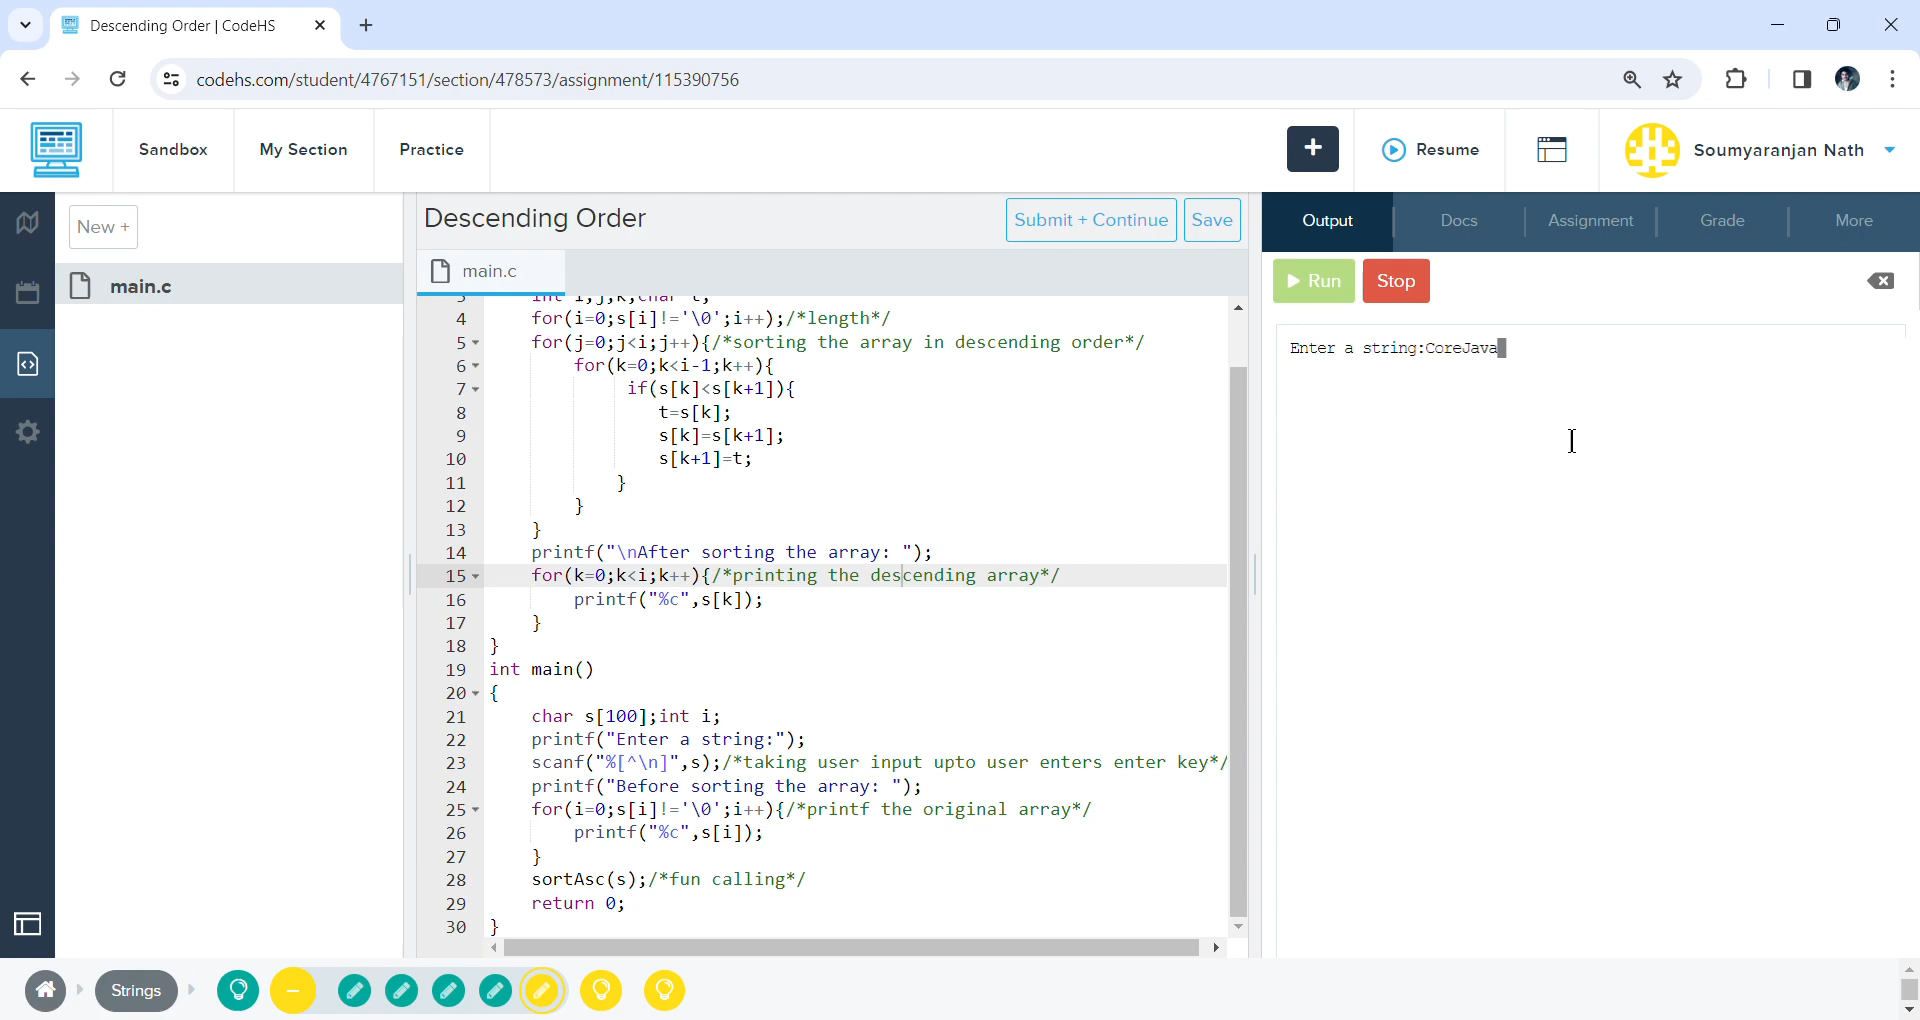 Descending Order | CodeHS
codehs.com/student/4767151/section/478573/assignment/115390756
Sandbox
My Section
Practice
+
Resume
Soumyaranjan Nath
New +
main.c
Descending Order
Submit + Continue
Save
main.c
3 int i,j,k;char t;
4 for(i=0;s[i]!='\0';i++);/*length*/
5 for(j=0;j<i;j++){/*sorting the array in descending order*/
6 for(k=0;k<i-1;k++){
7 if(s[k]<s[k+1]){
8 t=s[k];
9 s[k]=s[k+1];
10 s[k+1]=t;
11 }
12 }
13 }
14 printf("\nAfter sorting the array: ");
15 for(k=0;k<i;k++){/*printing the descending array*/
16 printf("%c",s[k]);
17 }
18 }
19 int main()
20 {
21 char s[100];int i;
22 printf("Enter a string:");
23 scanf("%[^\n]",s);/*taking user input upto user enters enter key*/
24 printf("Before sorting the array: ");
25 for(i=0;s[i]!='\0';i++){/*printf the original array*/
26 printf("%c",s[i]);
27 }
28 sortAsc(s);/*fun calling*/
29 return 0;
30 }
Output
Docs
Assignment
Grade
More
Run
Stop
Enter a string:CoreJava
Strings